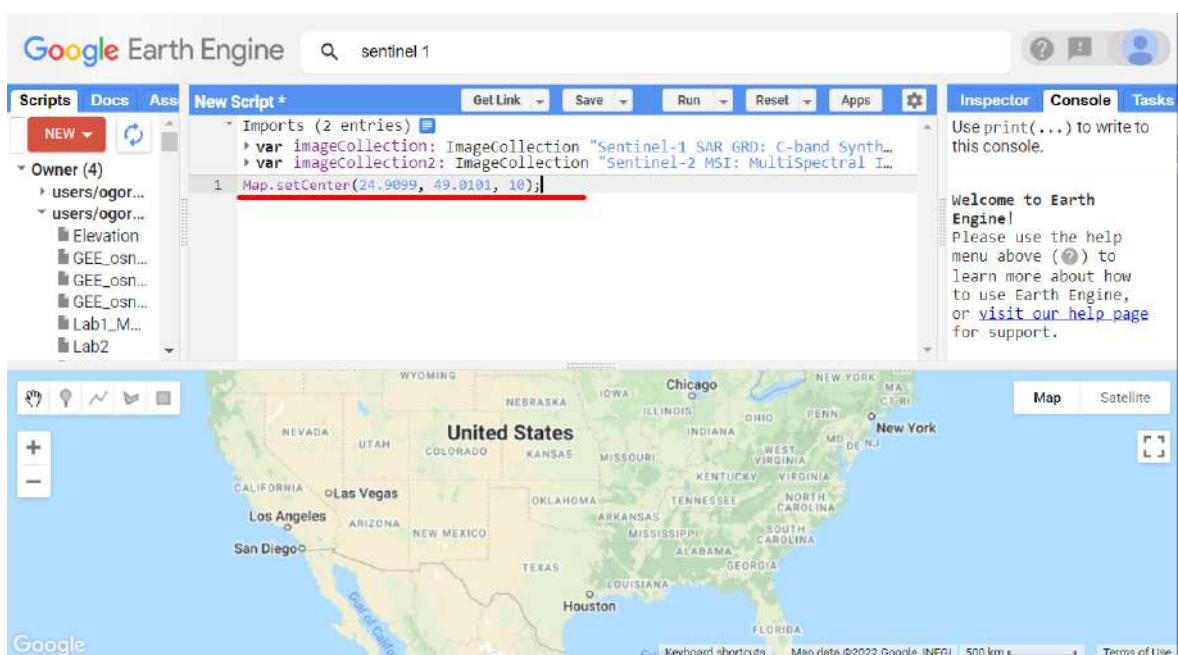 Google Earth Engine
sentinel 1
Scripts Docs Ass
New Script *
Get Link Save Run Reset Apps
Inspector Console Tasks
NEW
Owner (4)
users/ogor...
users/ogor...
Elevation
GEE_osn...
GEE_osn...
GEE_osn...
Lab1_M...
Lab2
Imports (2 entries)
var imageCollection: ImageCollection "Sentinel-1 SAR GRD: C-band Synth…
var imageCollection2: ImageCollection "Sentinel-2 MSI: MultiSpectral I…
1 Map.setCenter(24.9099, 49.0101, 10);
Use print(...) to write to
this console.
Welcome to Earth
Engine!
Please use the help
menu above (?) to
learn more about how
to use Earth Engine,
or visit our help page
for support.
Map Satellite
+
−
WYOMING
NEBRASKA
IOWA
Chicago
NEW YORK
MA
CT RI
ILLINOIS
INDIANA
OHIO
PENN
New York
MD DE NJ
NEVADA
UTAH
COLORADO
United States
KANSAS
MISSOURI
WEST
VIRGINIA
KENTUCKY
VIRGINIA
CALIFORNIA
Las Vegas
OKLAHOMA
TENNESSEE
NORTH
CAROLINA
Los Angeles
ARIZONA
NEW MEXICO
ARKANSAS
MISSISSIPPI
SOUTH
CAROLINA
San Diego
ALABAMA
TEXAS
GEORGIA
LOUISIANA
Houston
Gulf of Califo
FLORIDA
Google
Keyboard shortcuts Map data ©2022 Google, INEGI 500 km Terms of Use